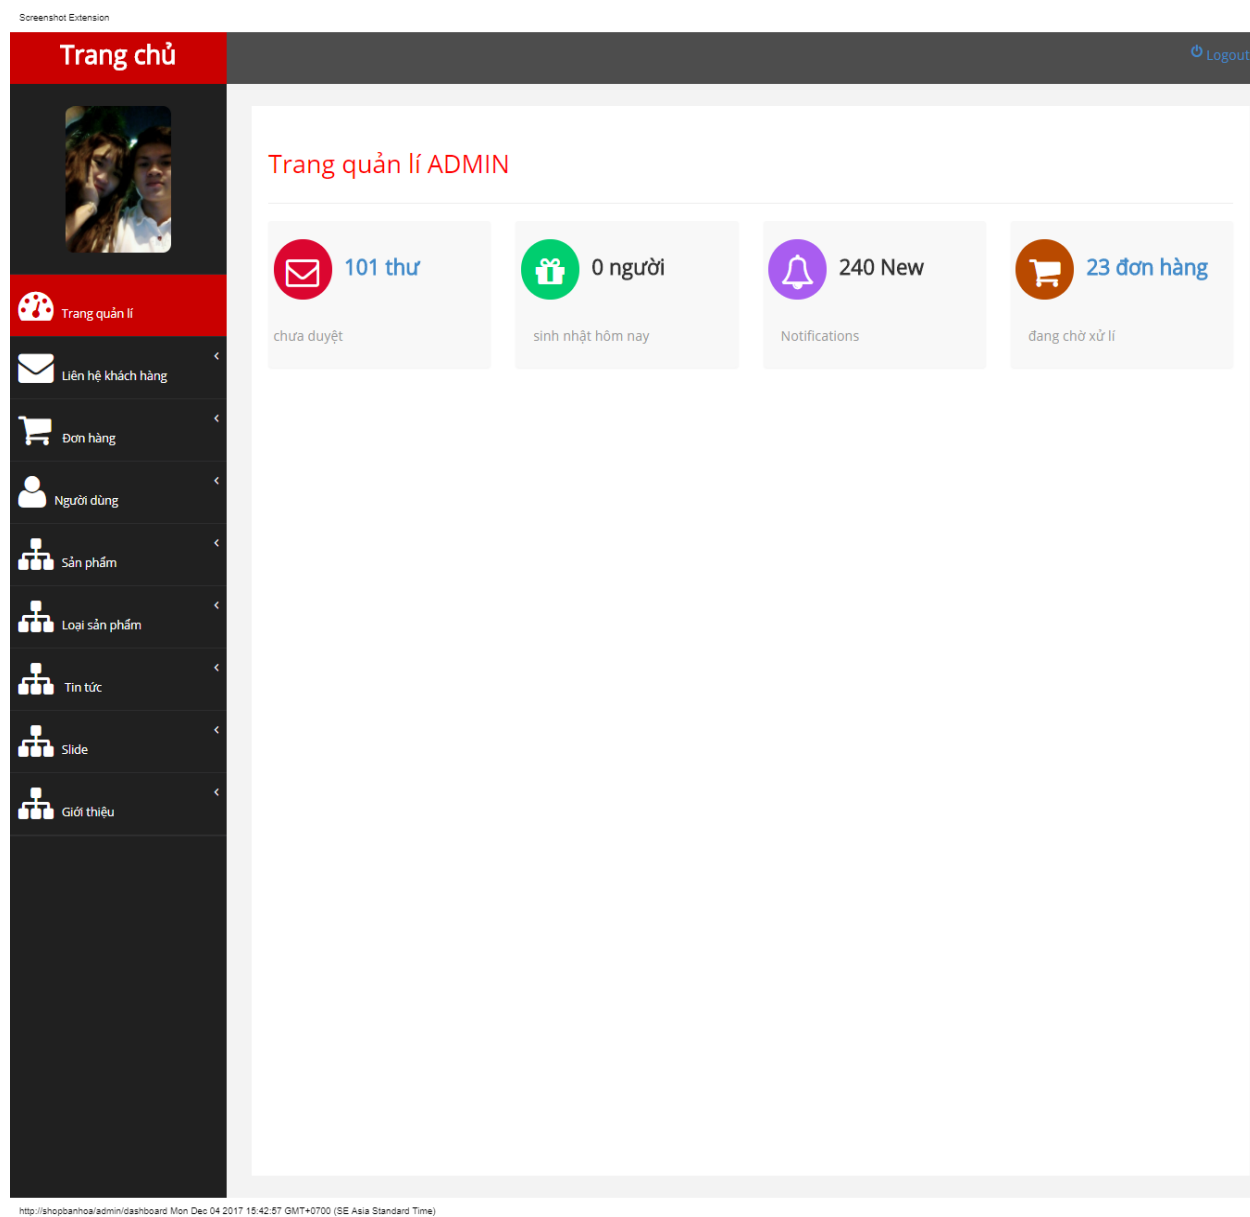 Screenshot Extension
Trang chủ
Logout
Trang quản lí ADMIN
101 thư
chưa duyệt
0 người
sinh nhật hôm nay
240 New
Notifications
23 đơn hàng
đang chờ xử lí
Trang quản lí
Liên hệ khách hàng
Đơn hàng
Người dùng
Sản phẩm
Loại sản phẩm
Tin tức
Slide
Giới thiệu
http://shopbanhoa/admin/dashboard Mon Dec 04 2017 15:42:57 GMT+0700 (SE Asia Standard Time)